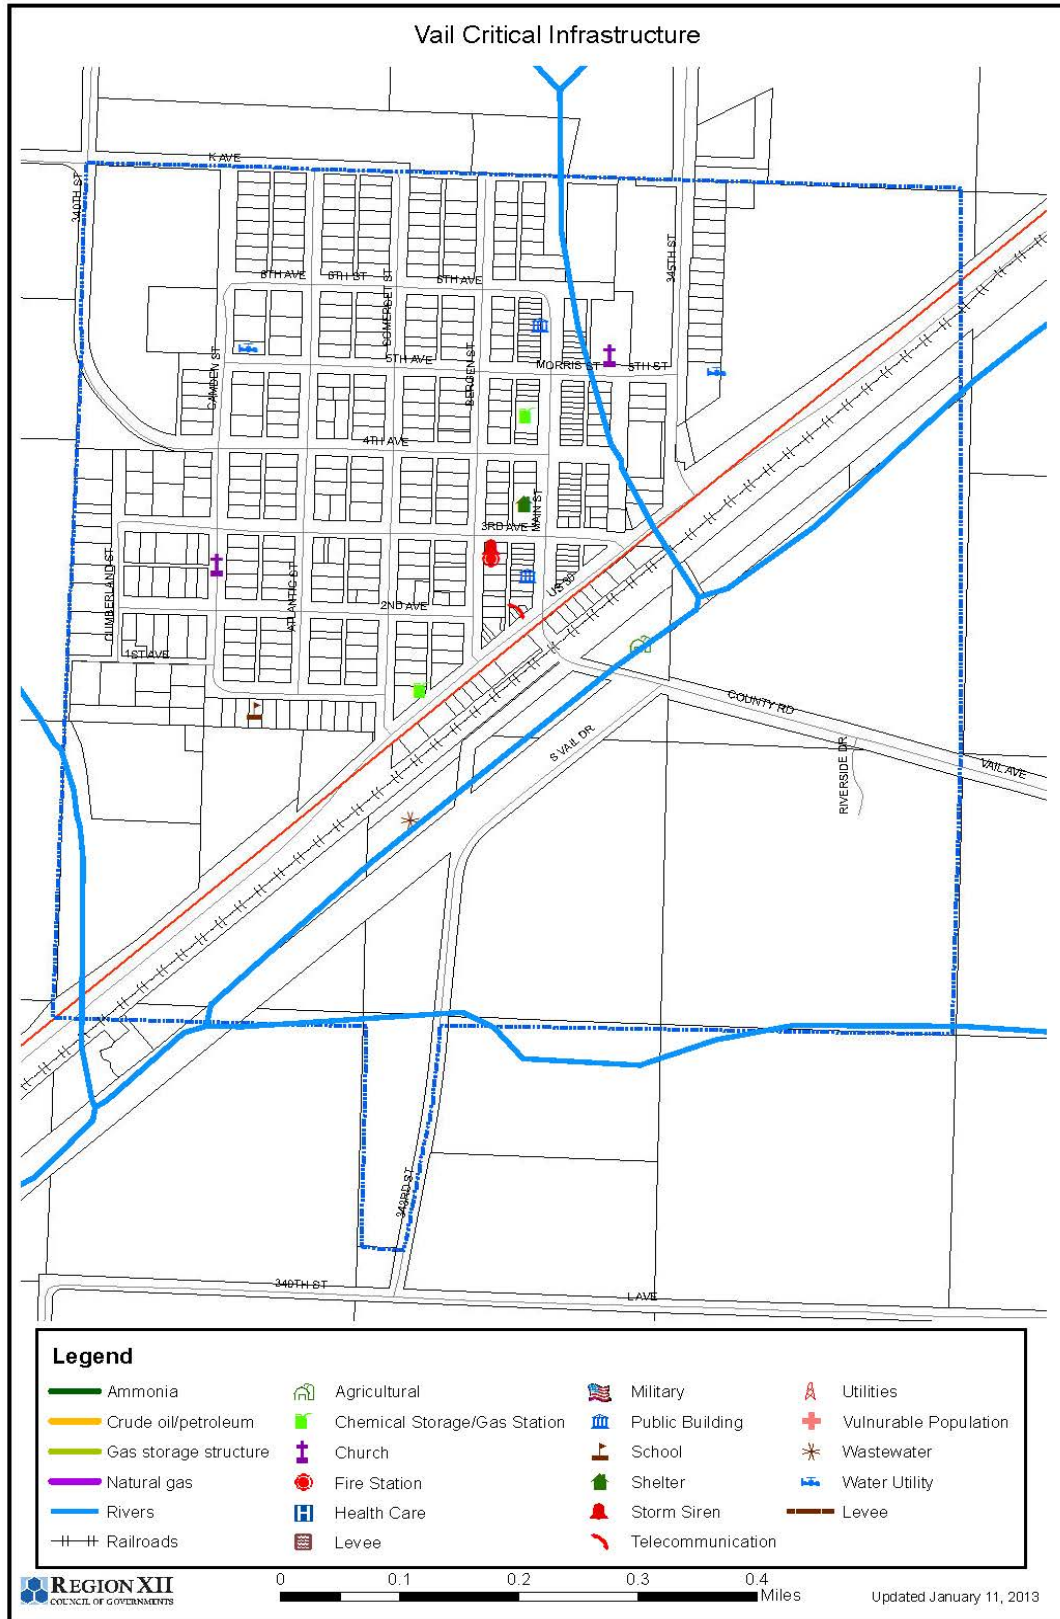 Vail Critical Infrastructure
K AVE
340TH ST
345TH ST
6TH AVE
6TH ST
6TH AVE
SOMERSET ST
5TH AVE
MORRIS ST
5TH ST
CAMDEN ST
BERGEN ST
4TH AVE
MAIN ST
3RD AVE
CUMBERLAND ST
ATLANTIC ST
US 30
2ND AVE
1ST AVE
COUNTY RD
S VAIL DR
VAIL AVE
RIVERSIDE DR
343RD ST
340TH ST
L AVE
Legend
Ammonia
Crude oil/petroleum
Gas storage structure
Natural gas
Rivers
Railroads
Agricultural
Chemical Storage/Gas Station
Church
Fire Station
Health Care
Levee
Military
Public Building
School
Shelter
Storm Siren
Telecommunication
Utilities
Vulnurable Population
Wastewater
Water Utility
Levee
REGION XII
COUNCIL OF GOVERNMENTS
0 0.1 0.2 0.3 0.4
Miles
Updated January 11, 2013